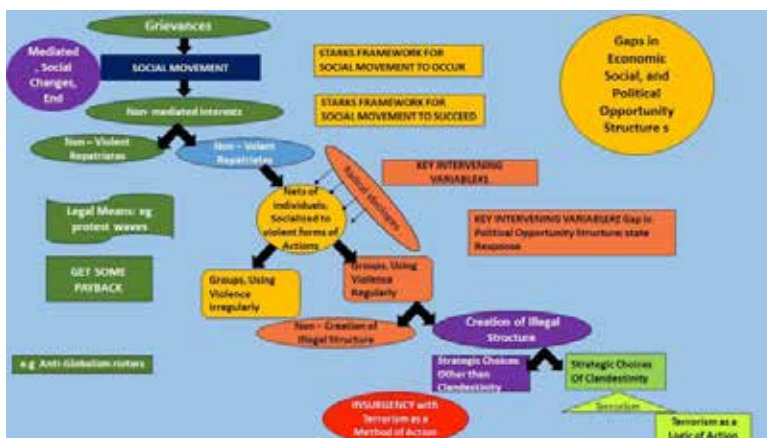 Grievances
Mediated
, Social
Changes,
End
SOCIAL MOVEMENT
Non-mediated Interests
STARKS FRAMEWORK FOR
SOCIAL MOVEMENT TO OCCUR
STARKS FRAMEWORK FOR
SOCIAL MOVEMENT TO SUCCEED
Gaps in
Economic
Social, and
Political
Opportunity
Structure s
Non – Violent
Repatriates
Non – Volent
Repatriates
Radical Ideologies
KEY INTERVENING
VARIABLE1
Nets of
individuals.
Socialized to
violent forms of
Actions
Legal Means: eg
protest waves
KEY INTERVENING VARIABLE2 Gap in
Political Opportunity Structure: state
Response
GET SOME
PAYBACK
Groups, Using
Violence
Irregularly
Groups, Using
Violence
Regularly
Non – Creation of
Illegal Structure
Creation of Illegal
Structure
e.g Anti-Globalism rioters
Strategic Choices
Other than
Clandestinity
Strategic Choices
Of Clandestinity
INSURGENCY with
Terrorism as a
Method of Action
Terrorism
Terrorism as a
Logic of Action